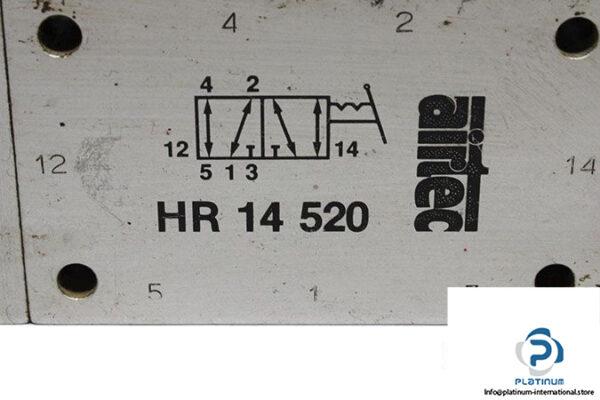 4 2
4 2
12 14
5 1 3
12 14
HR 14 520
airtec
5 1
PLATINUM
Info@platinum-international.store